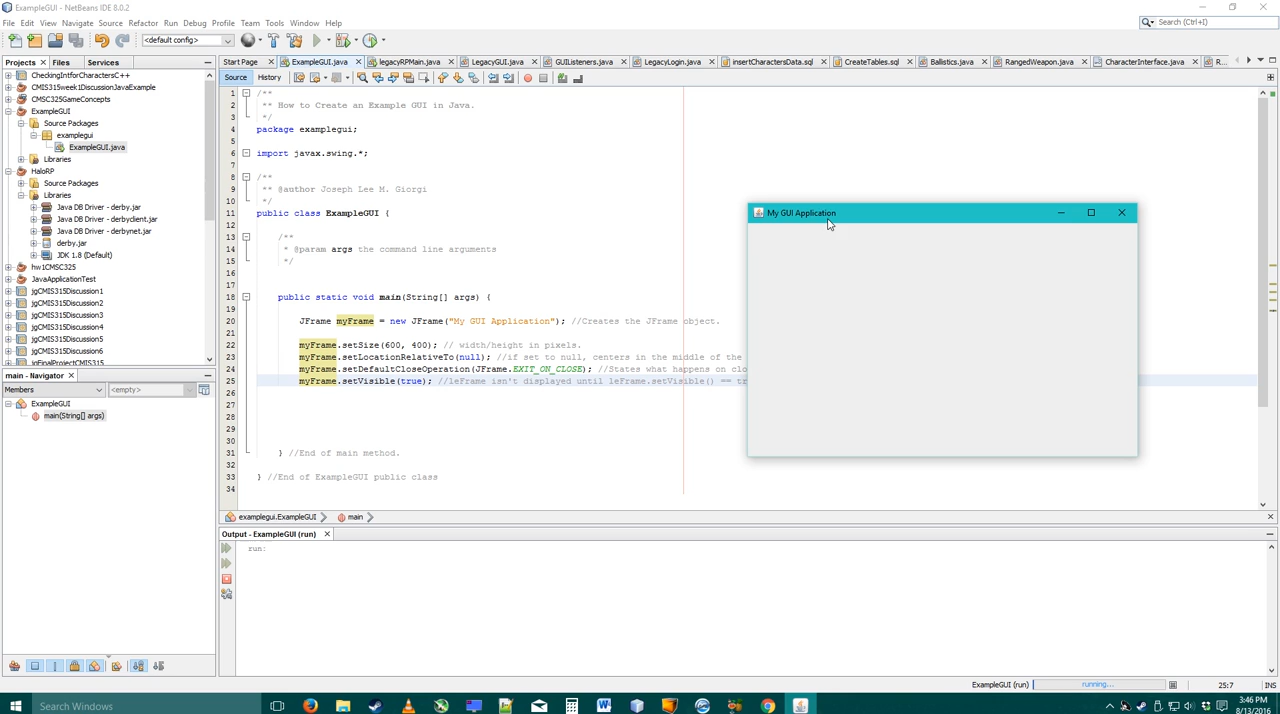 ExampleGUI - NetBeans IDE 8.0.2
File Edit View Navigate Source Refactor Run Debug Profile Team Tools Window Help
Search (Ctrl+I)
<default config>
Projects Files Services
Start Page ExampleGUI.java legacyRPMain.java LegacyGUI.java GUIListeners.java LegacyLogin.java insertCharactersData.sql CreateTables.sql Ballistics.java RangedWeapon.java CharacterInterface.java R...
Source History
CheckingIntforCharactersC++
CMIS315week1DiscussionJavaExample
CMSC325GameConcepts
ExampleGUI
Source Packages
examplegui
ExampleGUI.java
Libraries
HaloRP
Source Packages
Libraries
Java DB Driver - derby.jar
Java DB Driver - derbyclient.jar
Java DB Driver - derbynet.jar
derby.jar
JDK 1.8 (Default)
hw1CMSC325
JavaApplicationTest
jgCMIS315Discussion1
jgCMIS315Discussion2
jgCMIS315Discussion3
jgCMIS315Discussion4
jgCMIS315Discussion5
jgCMIS315Discussion6
jgFinalProjectCMIS315
main - Navigator
Members <empty>
ExampleGUI
main(String[] args)
1 /**
2 ** How to Create an Example GUI in Java.
3 */
4 package examplegui;
5
6 import javax.swing.*;
7
8 /**
9 ** @author Joseph Lee M. Giorgi
10 */
11 public class ExampleGUI {
12
13 /**
14 * @param args the command line arguments
15 */
16
17
18 public static void main(String[] args) {
19
20 JFrame myFrame = new JFrame("My GUI Application"); //Creates the JFrame object.
21
22 myFrame.setSize(600, 400); // width/height in pixels.
23 myFrame.setLocationRelativeTo(null); //if set to null, centers in the middle of the
24 myFrame.setDefaultCloseOperation(JFrame.EXIT_ON_CLOSE); //States what happens on clo
25 myFrame.setVisible(true); //leFrame isn't displayed until leFrame.setVisible() == tr
26
27
28
29
30
31 } //End of main method.
32
33 } //End of ExampleGUI public class
34
My GUI Application
examplegui.ExampleGUI main
Output - ExampleGUI (run)
run:
ExampleGUI (run) running... 25:7 INS
Search Windows
3:46 PM
8/13/2016